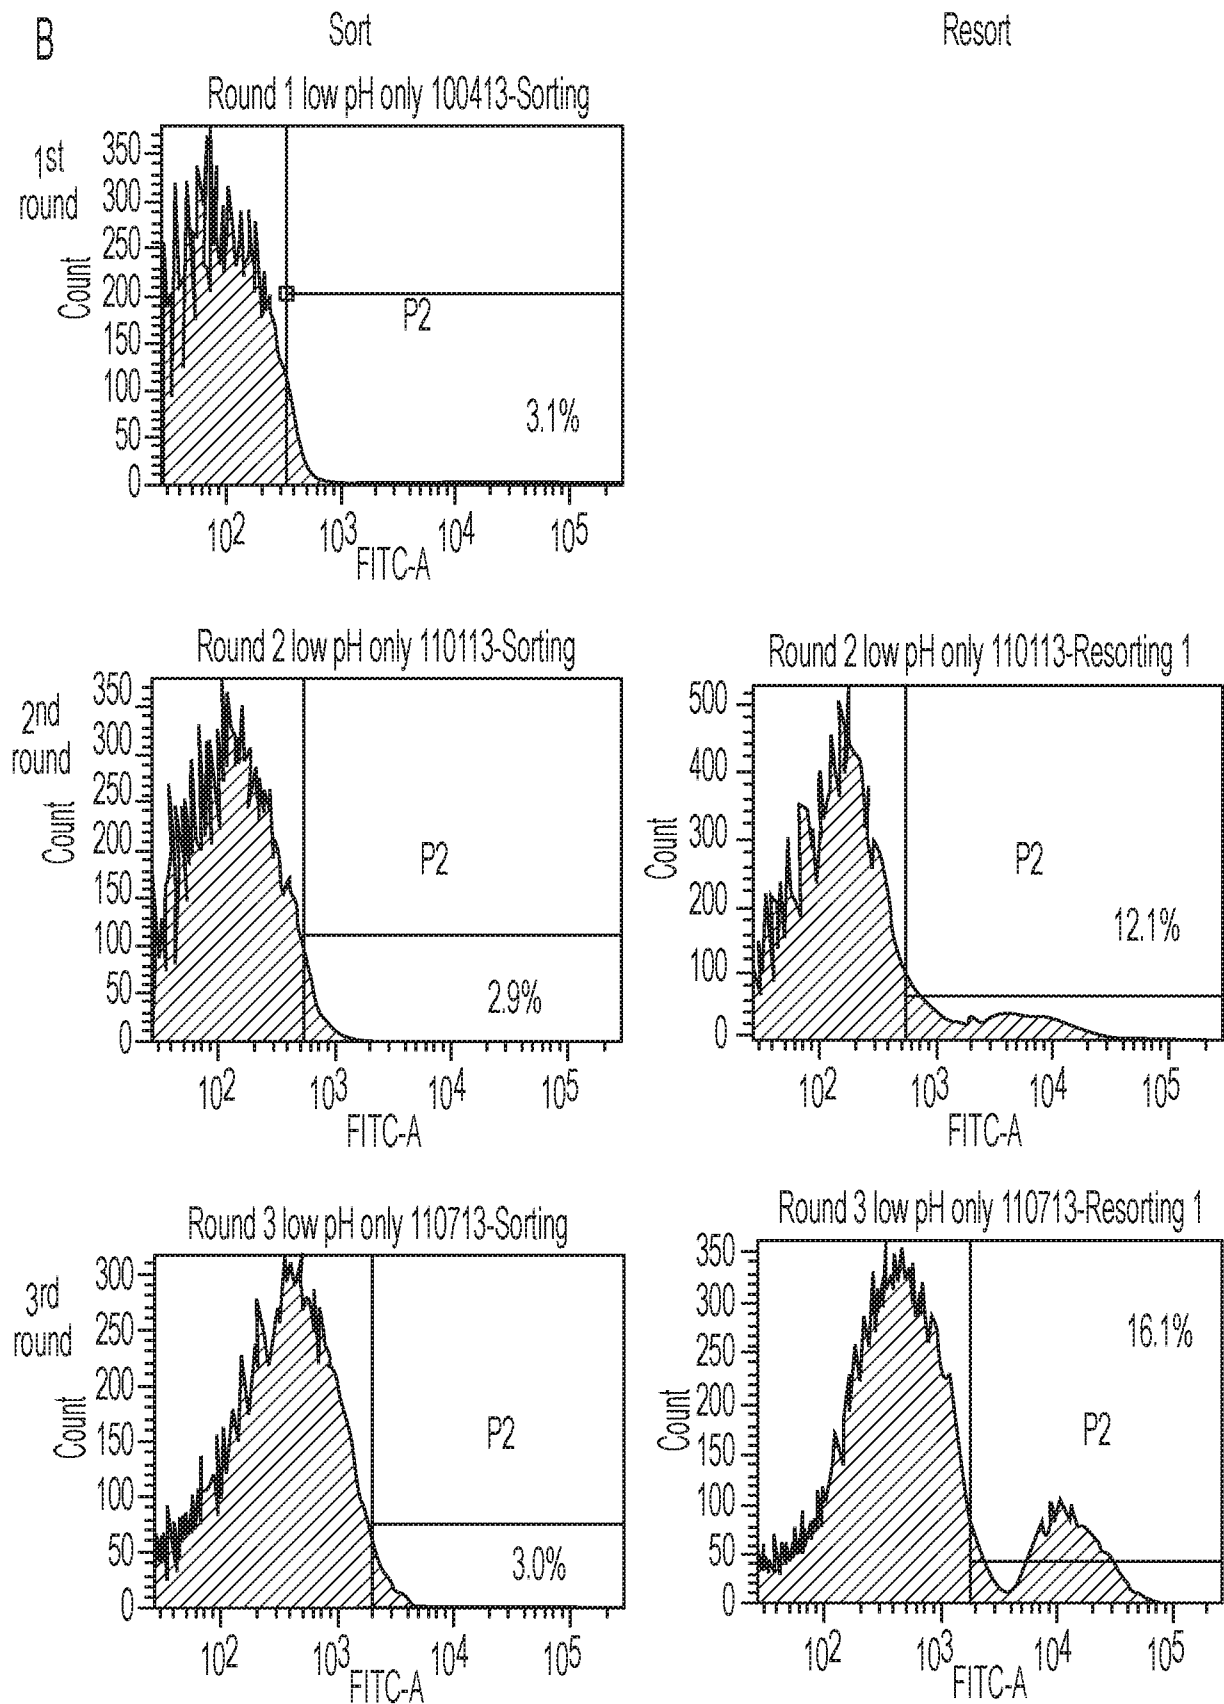 B
Sort
Resort
Round 1 low pH only 100413-Sorting
1st
round
Count
350
300
250
200
150
100
50
0
P2
3.1%
10²
10³
10⁴
10⁵
FITC-A
Round 2 low pH only 110113-Sorting
2nd
round
Count
350
300
250
200
150
100
50
0
P2
2.9%
10²
10³
10⁴
10⁵
FITC-A
Round 2 low pH only 110113-Resorting 1
Count
500
400
300
200
100
0
P2
12.1%
10²
10³
10⁴
10⁵
FITC-A
Round 3 low pH only 110713-Sorting
3rd
round
Count
300
250
200
150
100
50
0
P2
3.0%
10²
10³
10⁴
10⁵
FITC-A
Round 3 low pH only 110713-Resorting 1
Count
350
300
250
200
150
100
50
0
16.1%
P2
10²
10³
10⁴
10⁵
FITC-A